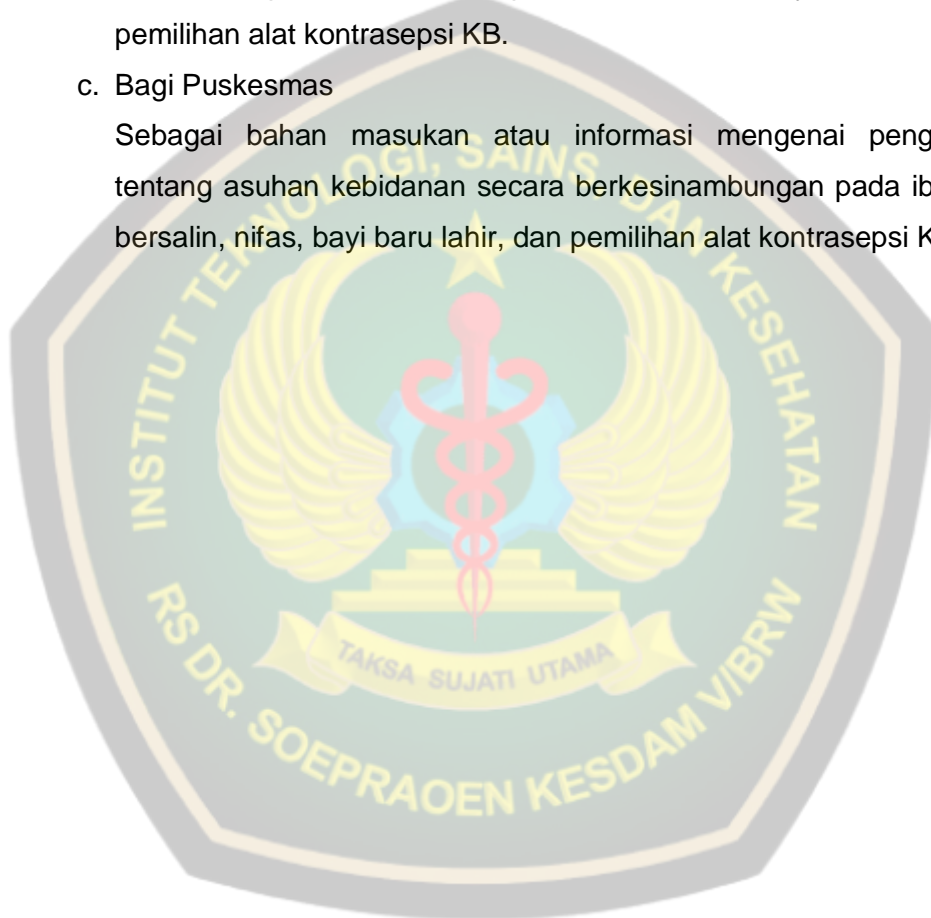 pemilihan alat kontrasepsi KB.
c. Bagi Puskesmas
Sebagai bahan masukan atau informasi mengenai
tentang asuhan kebidanan secara berkesinambungan pada
bersalin, nifas, bayi baru lahir, dan pemilihan alat kontrasepsi
INSTITUT TEKNOLOGI, SAINS, DAN KESEHATAN
TAKSA SUJATI UTAMA
RS DR. SOEPRAOEN KESDAM V/BRW